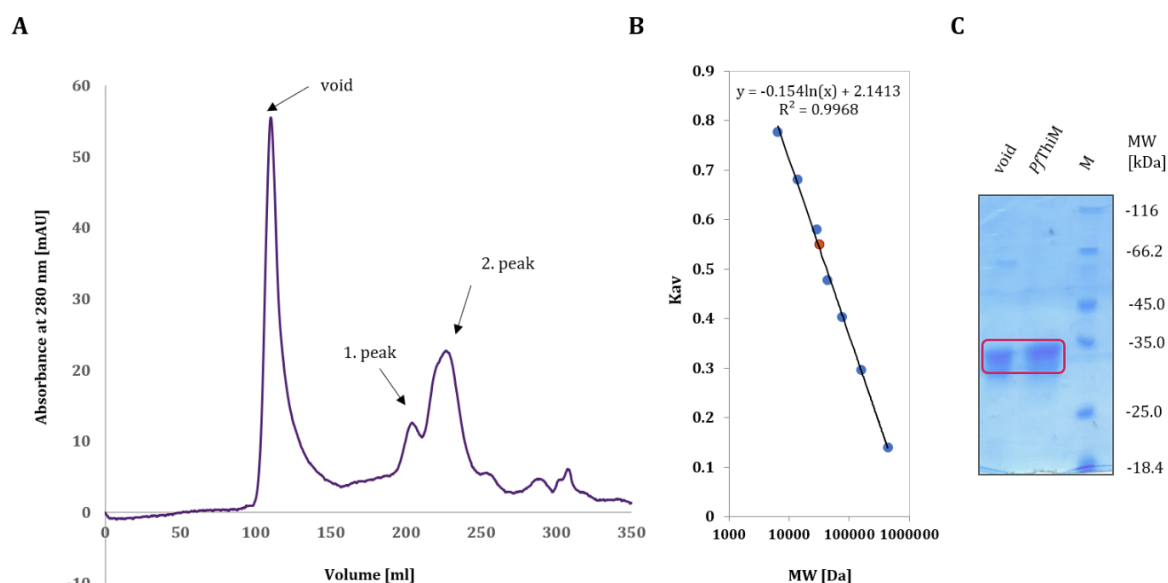 A
B
C
Absorbance at 280 nm [mAU]
60
50
40
30
20
10
0
-10
0
50
100
150
200
250
300
350
Volume [ml]
void
1. peak
2. peak
Kav
0.9
0.8
0.7
0.6
0.5
0.4
0.3
0.2
0.1
0
y = -0.154ln(x) + 2.1413
R² = 0.9968
1000
10000
100000
1000000
MW [Da]
void
PfThiM
M
MW
[kDa]
-116
-66.2
-45.0
-35.0
-25.0
-18.4